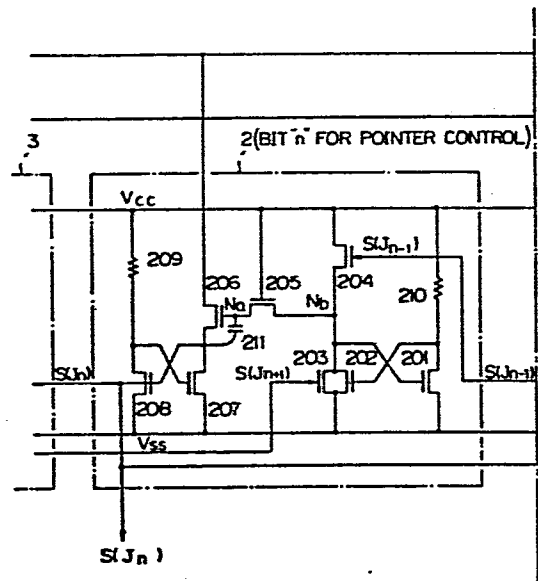 3
2(BIT "n" FOR POINTER CONTROL)
Vcc
209
206
205
S(Jn-1)
204
210
Na
Nb
211
S(Jn)
S(Jn+1)
203
202
201
S(Jn-1)
208
207
Vss
S(Jn)